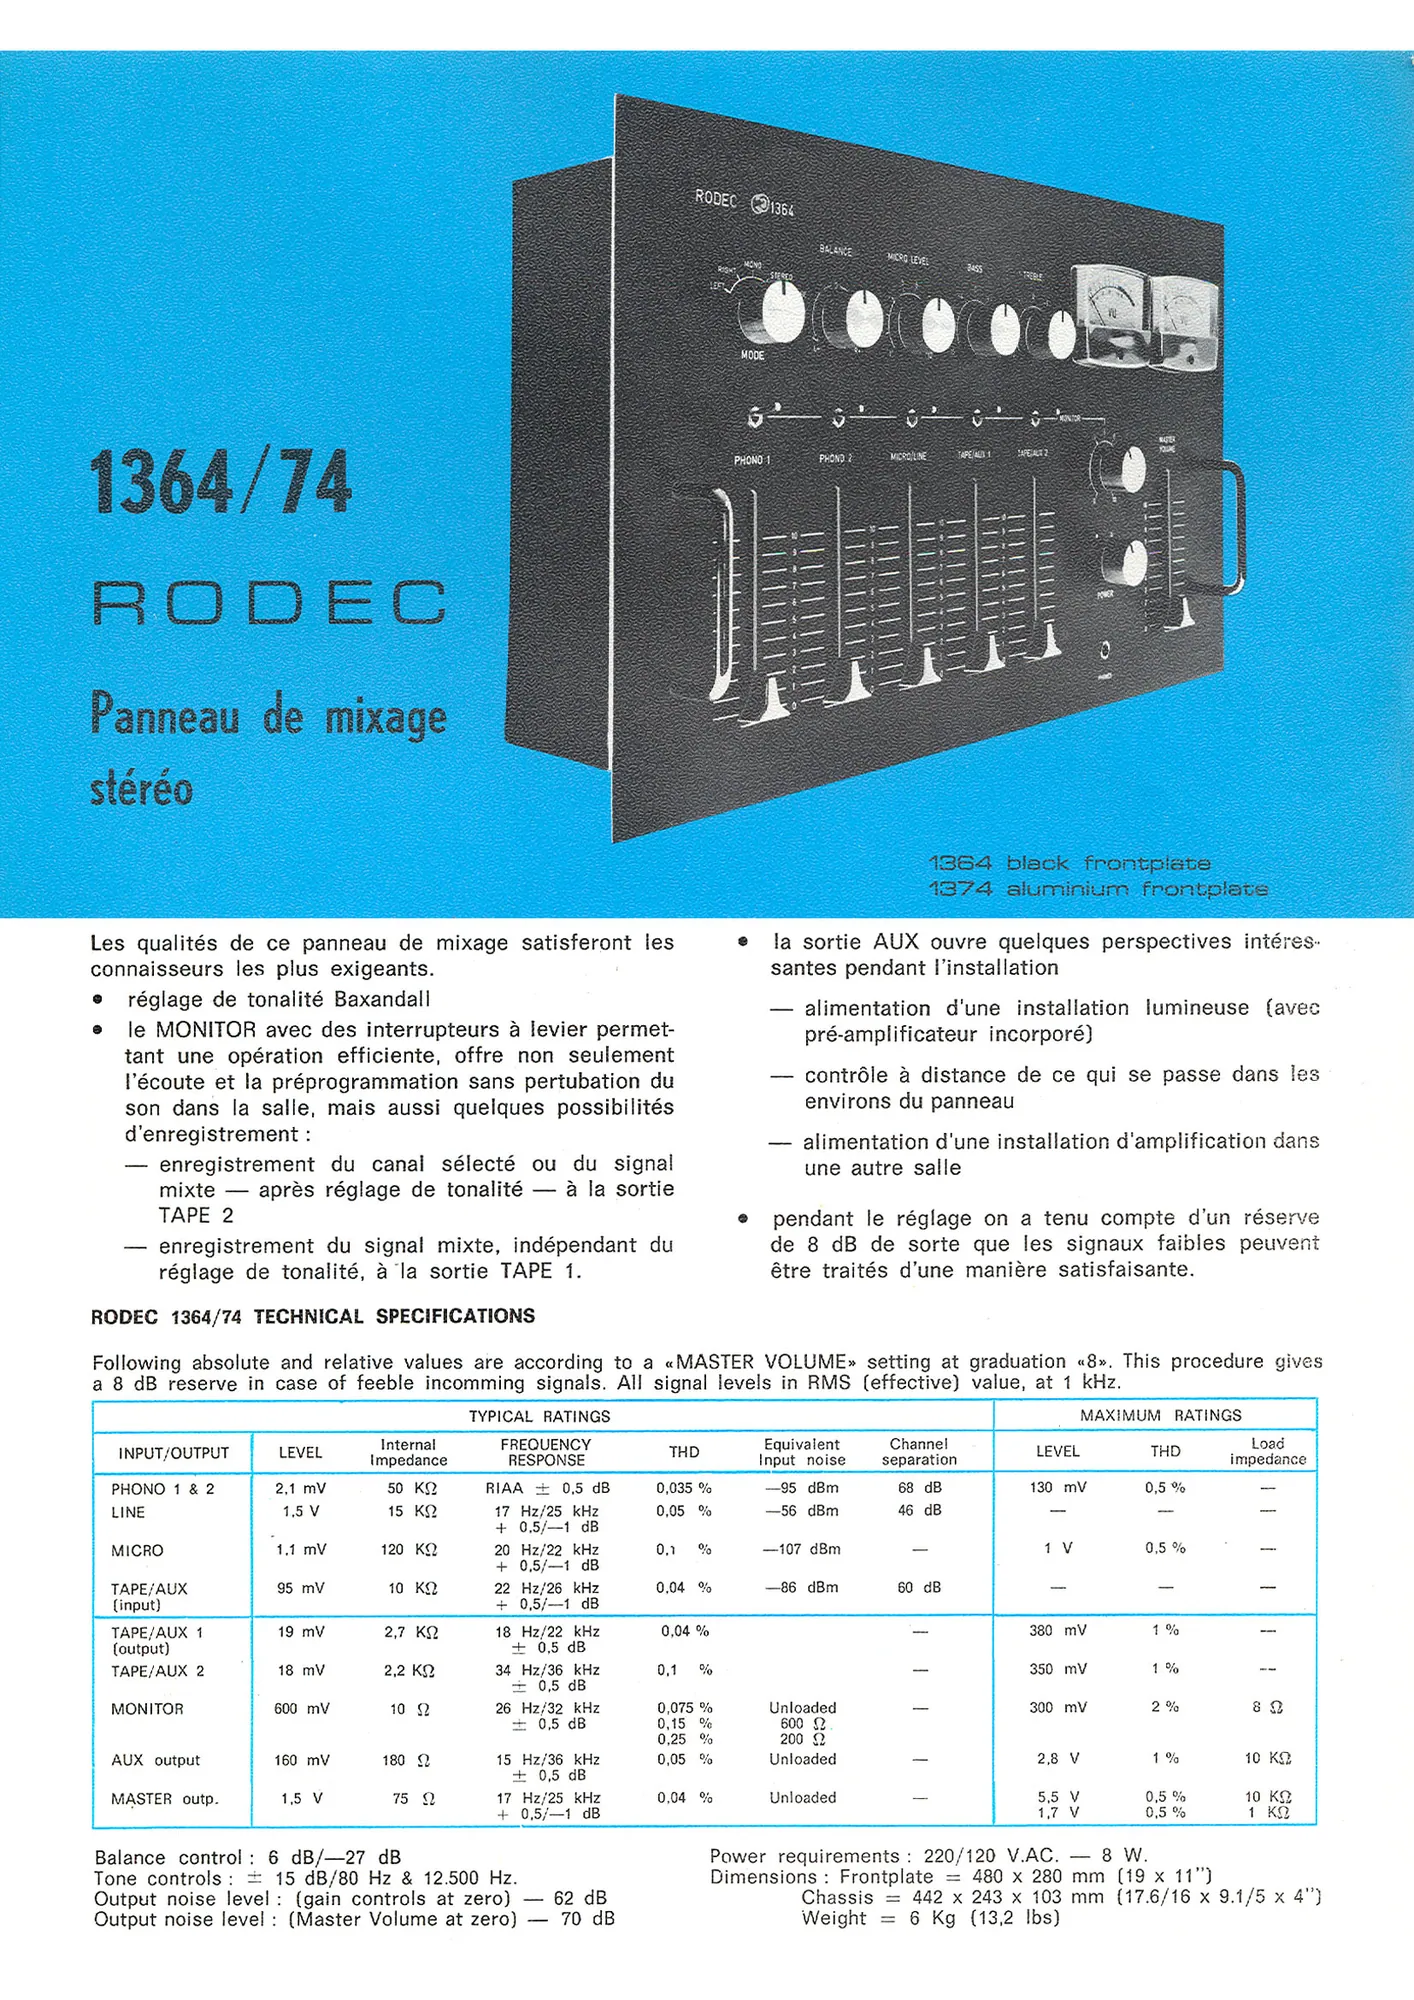 RODEC 1364
BALANCE
MICRO LEVEL
BASS
TREBLE
LEFT RIGHT MONO STEREO
VU
VU
MODE
MONITOR
PHONO 1
PHONO 2
MICRO/LINE
TAPE/AUX 1
TAPE/AUX 2
MASTER
VOLUME
POWER
PHONES
1364/74
RODEC
Panneau de mixage
stéréo
1364 black frontplate
1374 aluminium frontplate
Les qualités de ce panneau de mixage satisferont les
connaisseurs les plus exigeants.
• réglage de tonalité Baxandall
• le MONITOR avec des interrupteurs à levier permet-
tant une opération efficiente, offre non seulement
l'écoute et la préprogrammation sans pertubation du
son dans la salle, mais aussi quelques possibilités
d'enregistrement :
— enregistrement du canal sélecté ou du signal
mixte — après réglage de tonalité — à la sortie
TAPE 2
— enregistrement du signal mixte, indépendant du
réglage de tonalité, à la sortie TAPE 1.
• la sortie AUX ouvre quelques perspectives intéres-
santes pendant l'installation
— alimentation d'une installation lumineuse (avec
pré-amplificateur incorporé)
— contrôle à distance de ce qui se passe dans les
environs du panneau
— alimentation d'une installation d'amplification dans
une autre salle
• pendant le réglage on a tenu compte d'un réserve
de 8 dB de sorte que les signaux faibles peuvent
être traités d'une manière satisfaisante.
RODEC 1364/74 TECHNICAL SPECIFICATIONS
Following absolute and relative values are according to a «MASTER VOLUME» setting at graduation «8». This procedure gives
a 8 dB reserve in case of feeble incomming signals. All signal levels in RMS (effective) value, at 1 kHz.
TYPICAL RATINGS MAXIMUM RATINGS
INPUT/OUTPUT LEVEL Internal Impedance FREQUENCY RESPONSE THD Equivalent Input noise Channel separation LEVEL THD Load impedance
PHONO 1 & 2 2,1 mV 50 KΩ RIAA ± 0,5 dB 0,035 % —95 dBm 68 dB 130 mV 0,5 % —
LINE 1,5 V 15 KΩ 17 Hz/25 kHz 0,05 % —56 dBm 46 dB — — —
+ 0,5/—1 dB
MICRO 1,1 mV 120 KΩ 20 Hz/22 kHz 0,1 % —107 dBm — 1 V 0,5 % —
+ 0,5/—1 dB
TAPE/AUX 95 mV 10 KΩ 22 Hz/26 kHz 0,04 % —86 dBm 60 dB — — —
(input) + 0,5/—1 dB
TAPE/AUX 1 19 mV 2,7 KΩ 18 Hz/22 kHz 0,04 % — 380 mV 1 % —
(output) ± 0,5 dB
TAPE/AUX 2 18 mV 2,2 KΩ 34 Hz/36 kHz 0,1 % — 350 mV 1 % —
± 0,5 dB
MONITOR 600 mV 10 Ω 26 Hz/32 kHz 0,075 % Unloaded — 300 mV 2 % 8 Ω
± 0,5 dB 0,15 % 600 Ω
0,25 % 200 Ω
AUX output 160 mV 180 Ω 15 Hz/36 kHz 0,05 % Unloaded — 2,8 V 1 % 10 KΩ
± 0,5 dB
MASTER outp. 1,5 V 75 Ω 17 Hz/25 kHz 0,04 % Unloaded — 5,5 V 0,5 % 10 KΩ
+ 0,5/—1 dB 1,7 V 0,5 % 1 KΩ
Balance control : 6 dB/—27 dB
Tone controls : ± 15 dB/80 Hz & 12.500 Hz.
Output noise level : (gain controls at zero) — 62 dB
Output noise level : (Master Volume at zero) — 70 dB
Power requirements : 220/120 V.AC. — 8 W.
Dimensions : Frontplate = 480 x 280 mm (19 x 11")
Chassis = 442 x 243 x 103 mm (17.6/16 x 9.1/5 x 4")
Weight = 6 Kg (13,2 lbs)